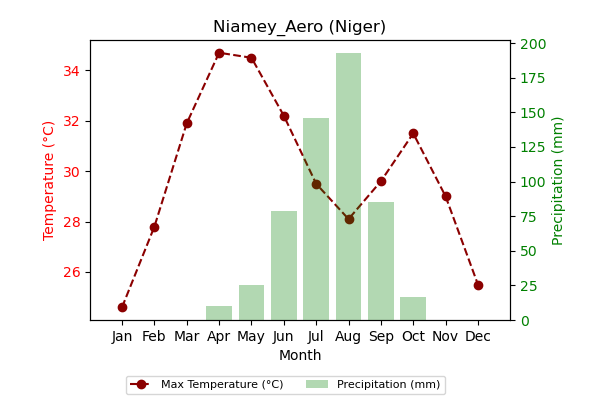 Niamey_Aero (Niger)
Temperature (°C)
34
32
30
28
26
200
175
150
125
100
75
50
25
0
Precipitation (mm)
Jan Feb Mar Apr May Jun Jul Aug Sep Oct Nov Dec
Month
Max Temperature (°C) Precipitation (mm)